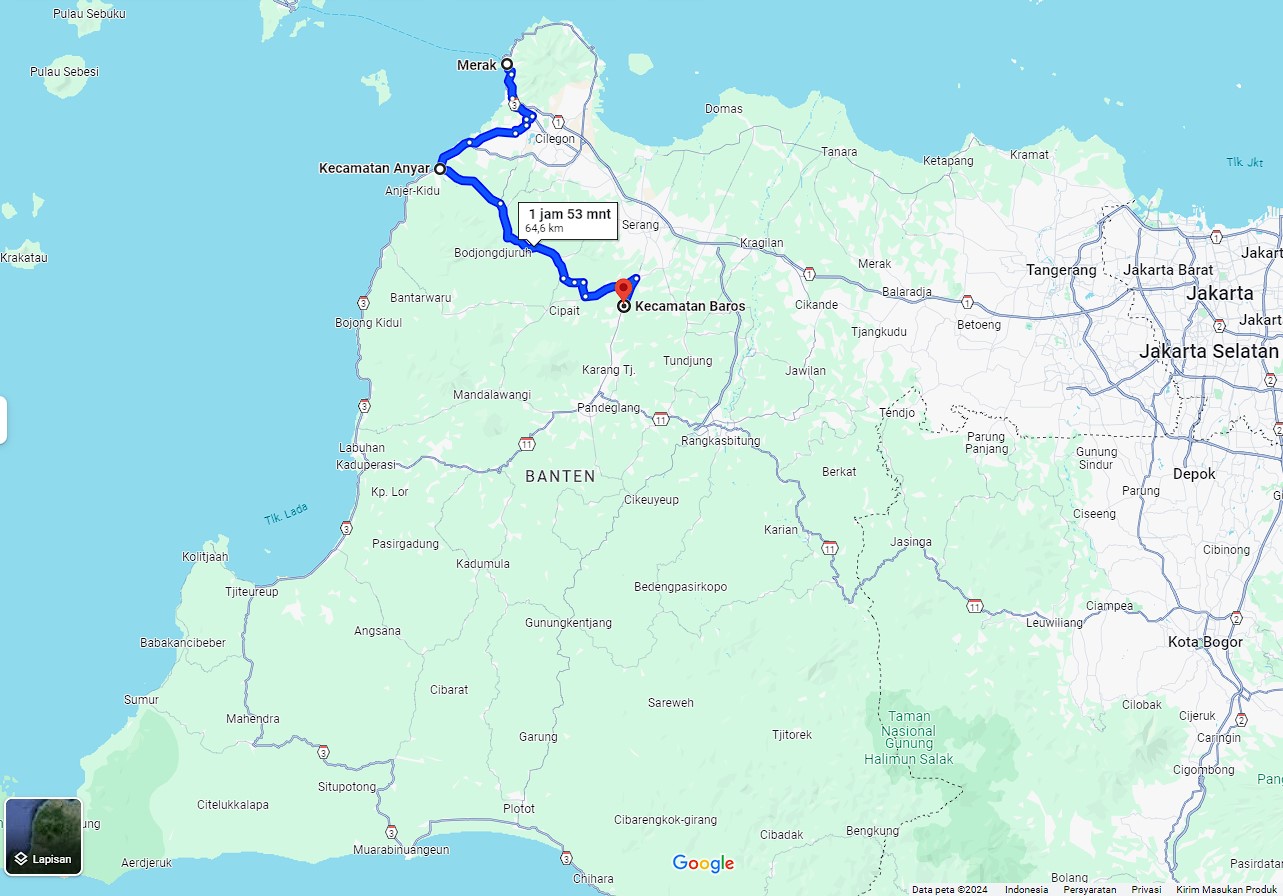 Pulau Sebuku
Merak
Pulau Sebesi
3
Domas
1
Cilegon
Tanara
Ketapang
Kramat
Tlk. Jkt
Kecamatan Anyar
Anjer-Kidu
1 jam 53 mnt
64,6 km
Serang
Kragilan
1
Jakart
Bodjongdjuruh
Krakatau
Merak
1
Tangerang
Jakarta Barat
Balaradja
Jakarta
Kecamatan Baros
Cikande
1
3
Bantarwaru
Cipait
Bojong Kidul
Tjangkudu
Betoeng
2
Jakart
Jakarta Selatan
Tundjung
Karang Tj.
Jawilan
2
Mandalawangi
3
Pandeglang
11
Tendjo
2
Labuhan
11
Rangkasbitung
Parung
Panjang
Gunung
Sindur
Kaduperasi
BANTEN
Berkat
Depok
Kp. Lor
Cikeuyeup
Parung
Tlk. Lada
3
Karian
Ciseeng
Pasirgadung
11
Jasinga
Cibinong
Kolitjaah
Kadumula
Tjiteureup
Bedengpasirkopo
11
Ciampea
Leuwiliang
2
Angsana
Gunungkentjang
Kota Bogor
Babakancibeber
Cibarat
Sumur
Sareweh
Cilobak
Mahendra
Taman
Nasional
Gunung
Halimun Salak
Cijeruk
2
Garung
Tjitorek
Caringin
3
Cigombong
Situpotong
Citelukkalapa
Plotot
Cibarengkok-girang
ung
3
Cibadak
Bengkung
Lapisan
Muarabinuangeun
Aerdjeruk
3
Google
Pasirdatar
Chihara
Bolang
Data peta ©2024
Indonesia
Persyaratan
Privasi
Kirim Masukan Produk